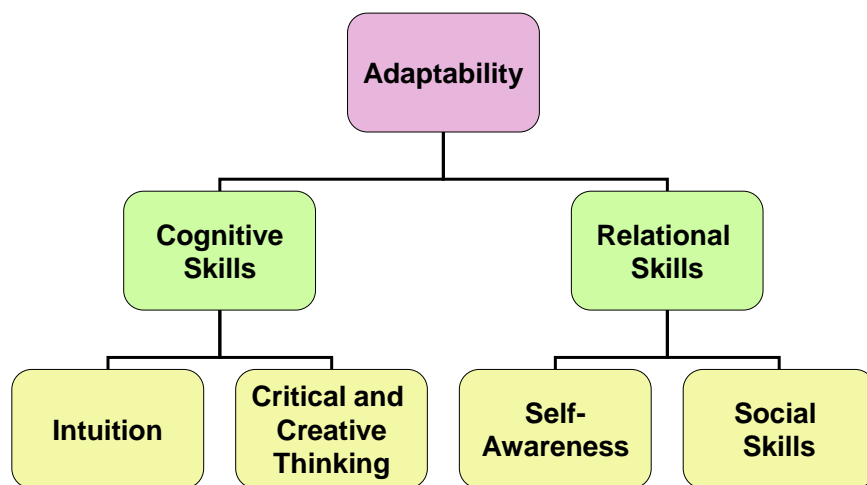 Adaptability
Cognitive
Skills
Relational
Skills
Intuition
Critical and
Creative
Thinking
Self-
Awareness
Social
Skills